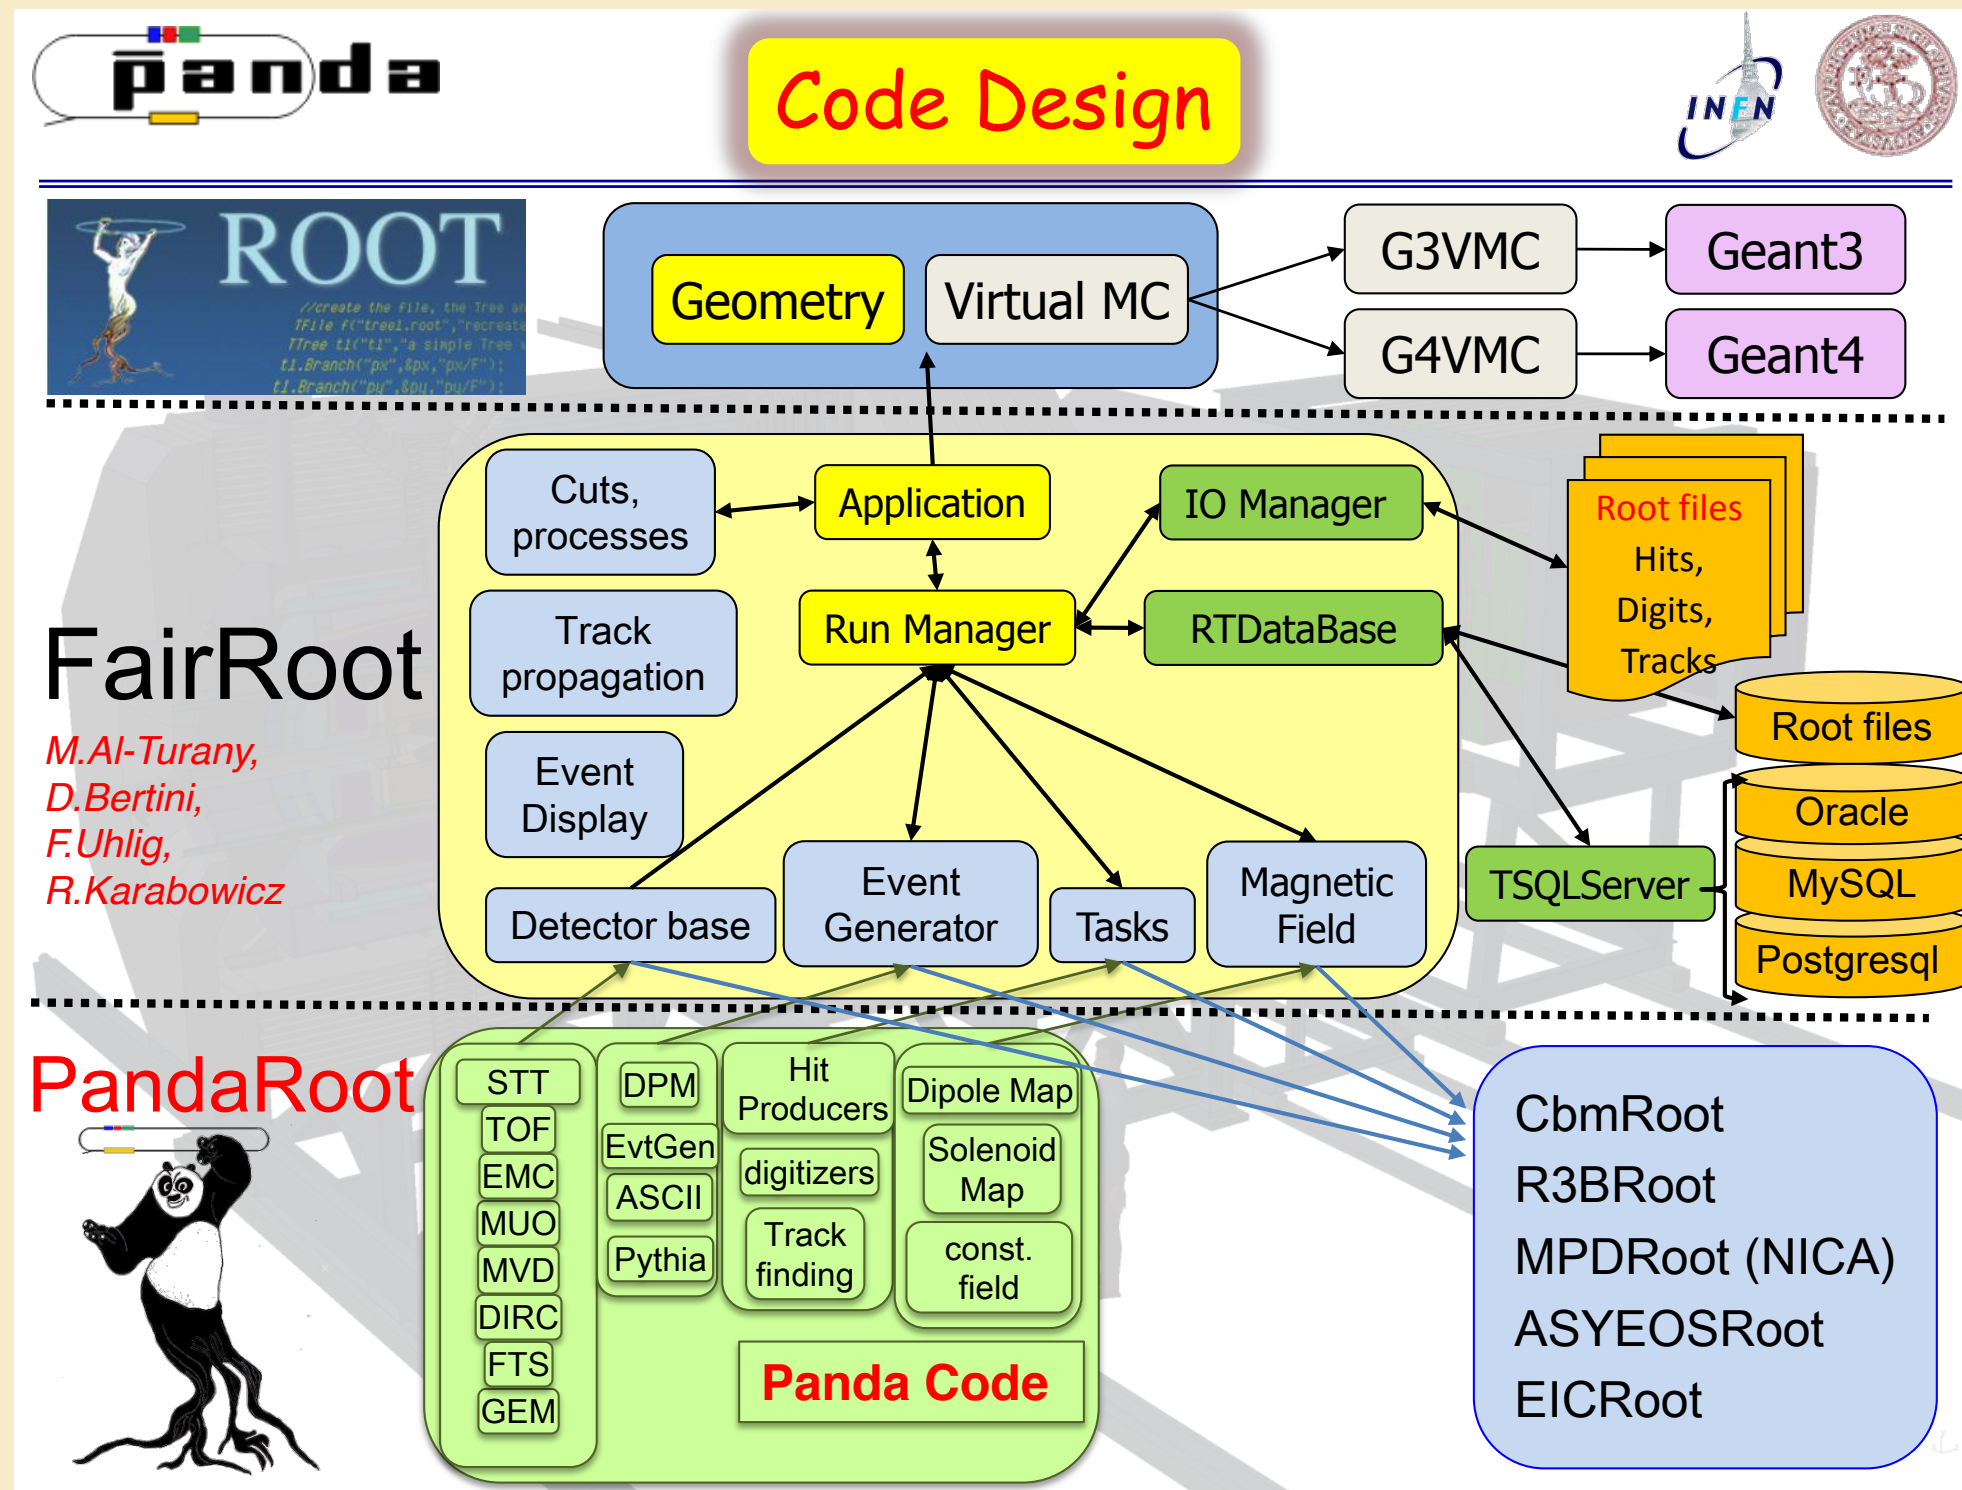 p̄anda
Code Design
INFN
ROOT
//create the file, the Tree an
TFile f("tree1.root","recreate
TTree t1("t1","a simple Tree
t1.Branch("px",&px,"px/F");
t1.Branch("py",&py,"py/F");
Geometry
Virtual MC
G3VMC
Geant3
G4VMC
Geant4
FairRoot
M.Al-Turany,
D.Bertini,
F.Uhlig,
R.Karabowicz
Cuts,
processes
Application
IO Manager
Track
propagation
Run Manager
RTDataBase
Event
Display
Detector base
Event
Generator
Tasks
Magnetic
Field
Root files
Hits,
Digits,
Tracks
Root files
Oracle
MySQL
Postgresql
TSQLServer
PandaRoot
STT
TOF
EMC
MUO
MVD
DIRC
FTS
GEM
DPM
EvtGen
ASCII
Pythia
Hit
Producers
digitizers
Track
finding
Dipole Map
Solenoid
Map
const.
field
Panda Code
CbmRoot
R3BRoot
MPDRoot (NICA)
ASYEOSRoot
EICRoot